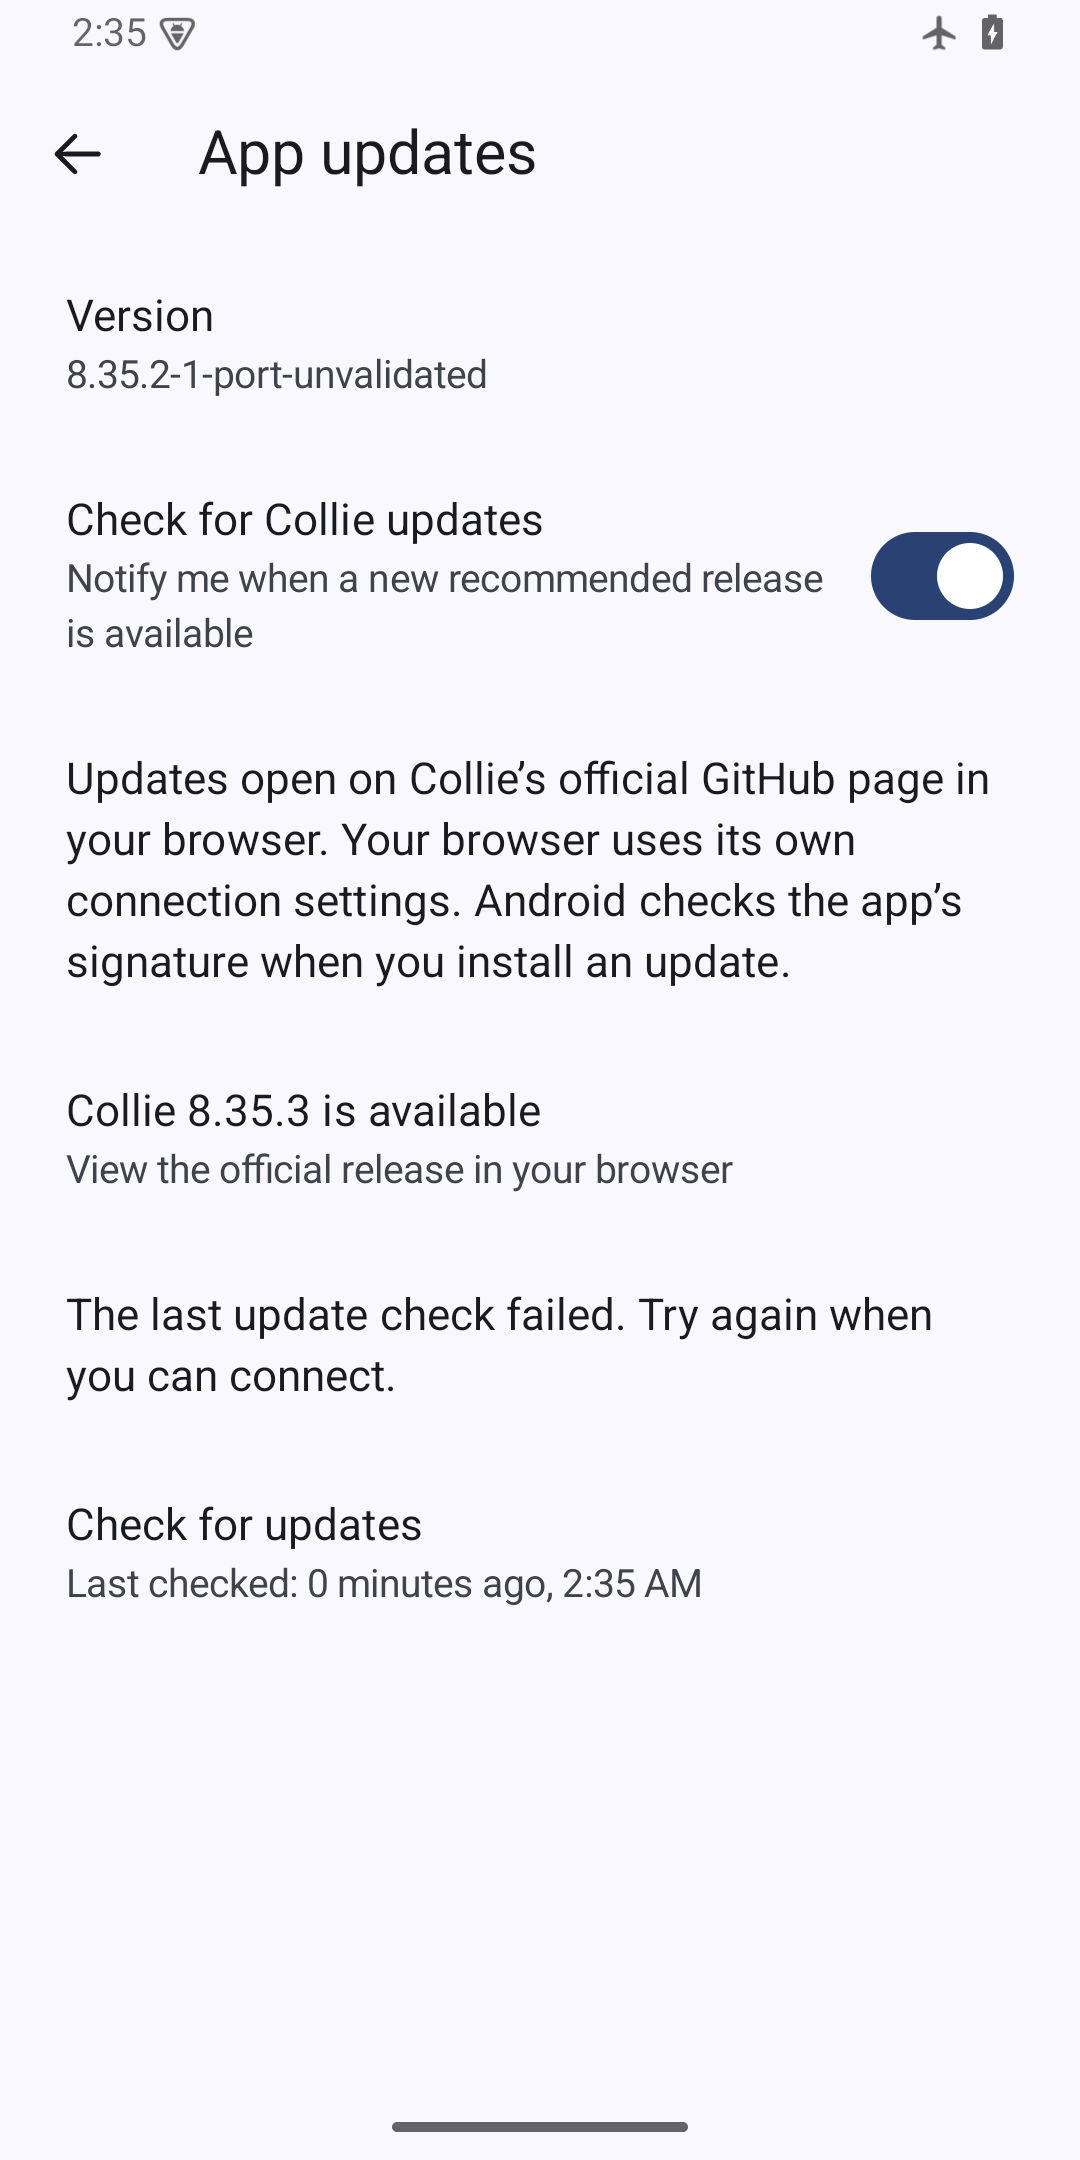 2:35
App updates
Version
8.35.2-1-port-unvalidated
Check for Collie updates
Notify me when a new recommended release
is available
Updates open on Collie’s official GitHub page in
your browser. Your browser uses its own
connection settings. Android checks the app’s
signature when you install an update.
Collie 8.35.3 is available
View the official release in your browser
The last update check failed. Try again when
you can connect.
Check for updates
Last checked: 0 minutes ago, 2:35 AM